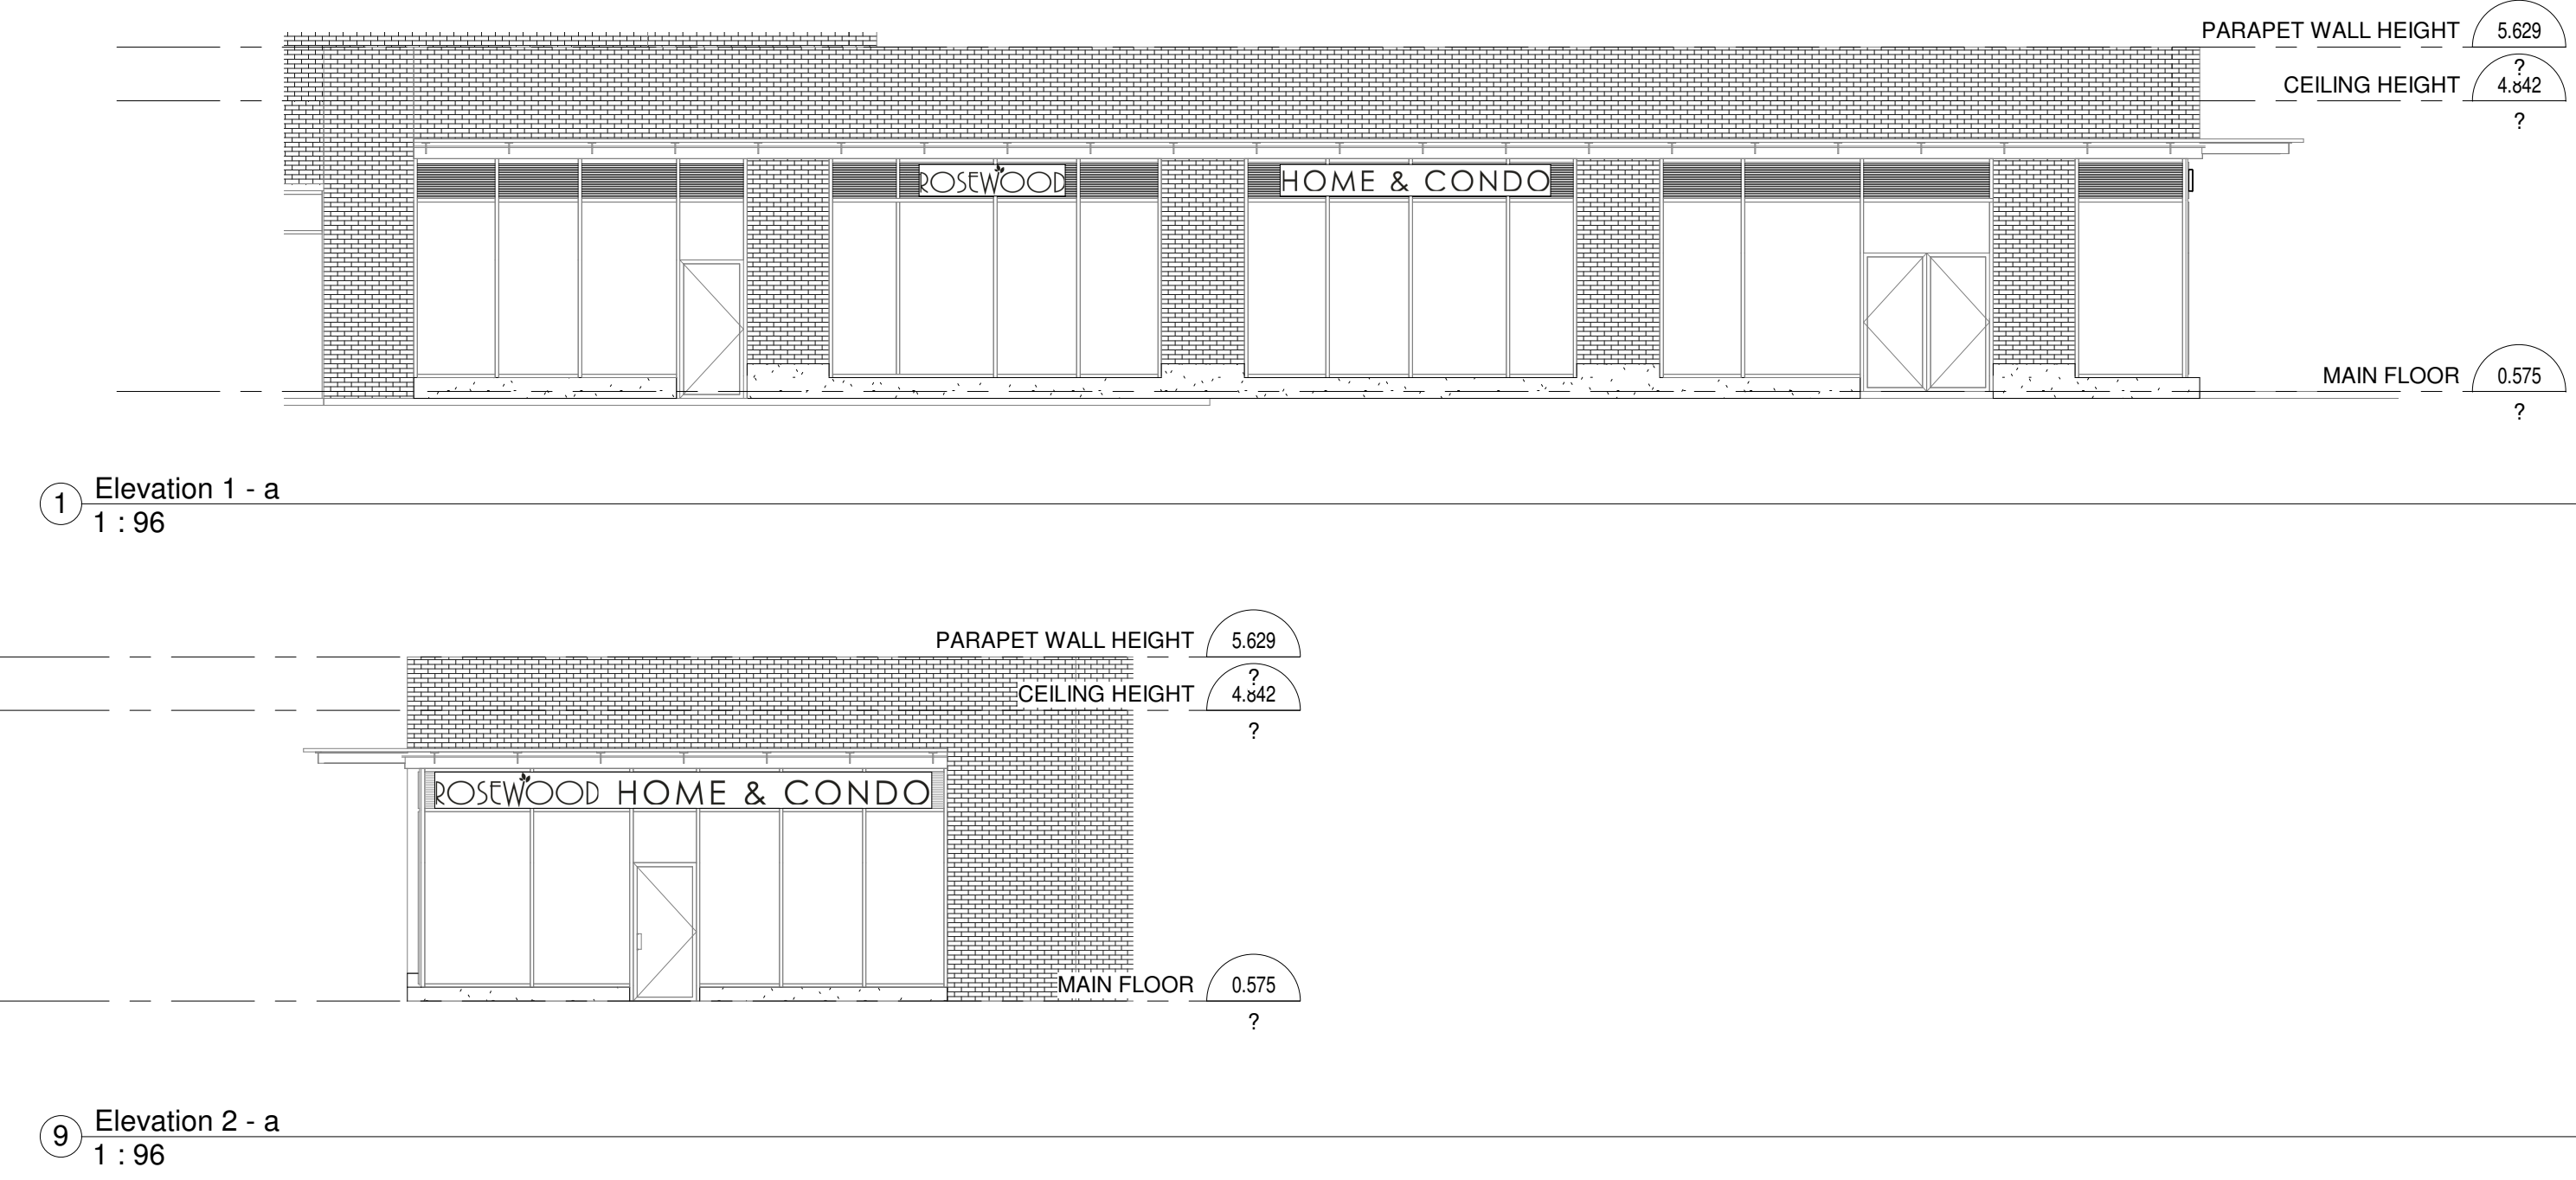 PARAPET WALL HEIGHT 5.629
?
CEILING HEIGHT 4.842
?
ROSEWOOD HOME & CONDO
MAIN FLOOR 0.575
?
1 Elevation 1 - a
1 : 96
PARAPET WALL HEIGHT 5.629
?
CEILING HEIGHT 4.842
?
ROSEWOOD HOME & CONDO
MAIN FLOOR 0.575
?
9 Elevation 2 - a
1 : 96